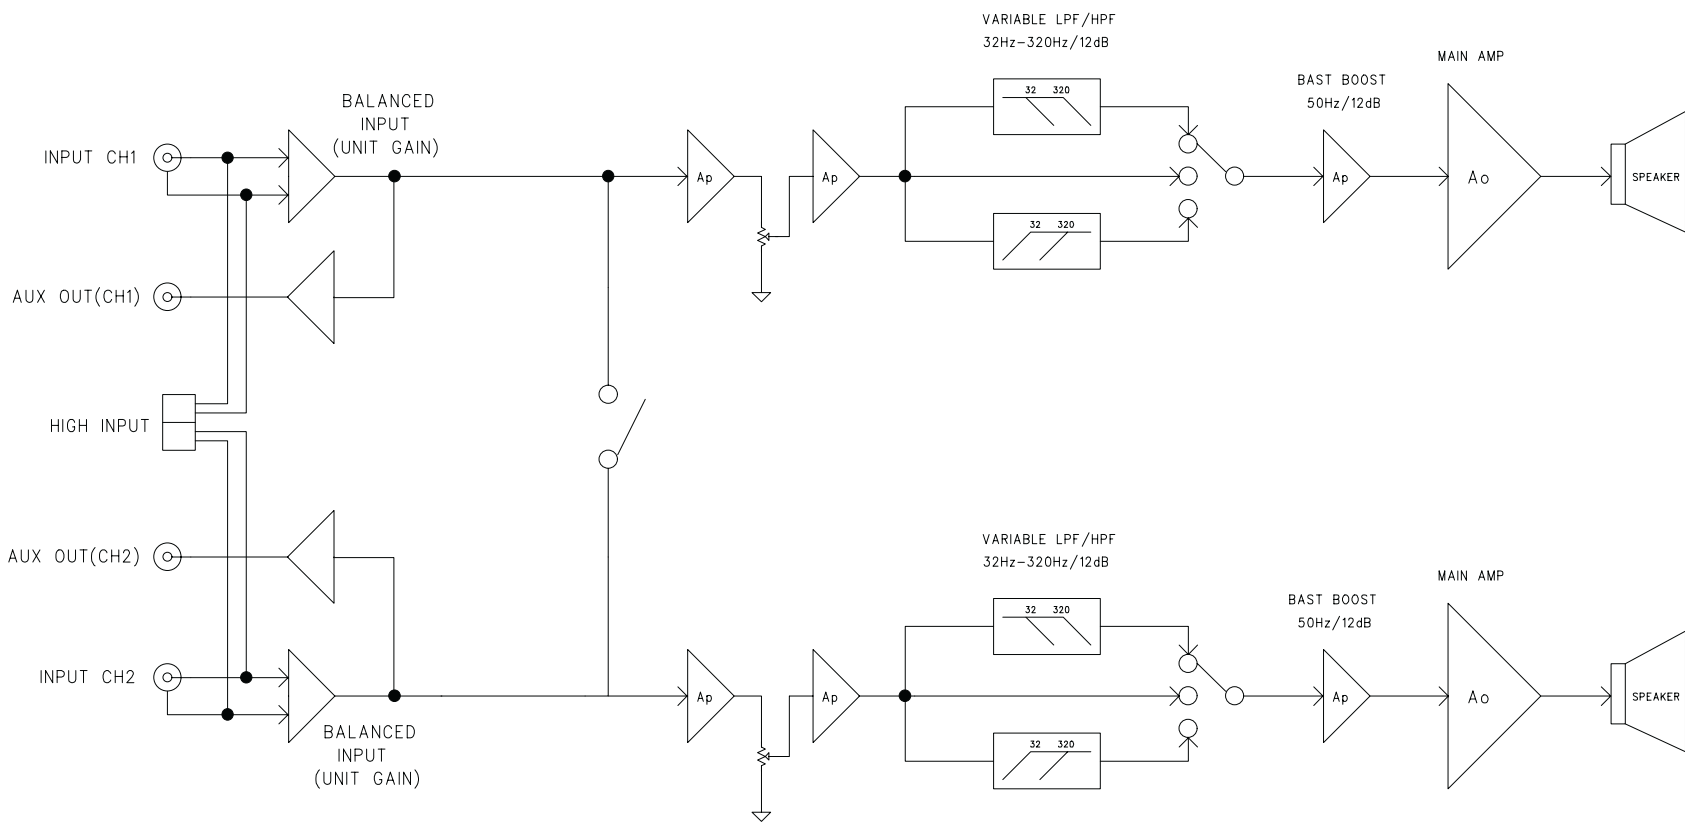 VARIABLE LPF/HPF
32Hz-320Hz/12dB
MAIN AMP
BAST BOOST
50Hz/12dB
BALANCED
INPUT
(UNIT GAIN)
32 320
INPUT CH1
Ap
Ap
Ap
Ao
SPEAKER
32 320
AUX OUT(CH1)
HIGH INPUT
AUX OUT(CH2)
VARIABLE LPF/HPF
32Hz-320Hz/12dB
MAIN AMP
BAST BOOST
50Hz/12dB
32 320
INPUT CH2
Ap
Ap
Ap
Ao
SPEAKER
BALANCED
INPUT
(UNIT GAIN)
32 320